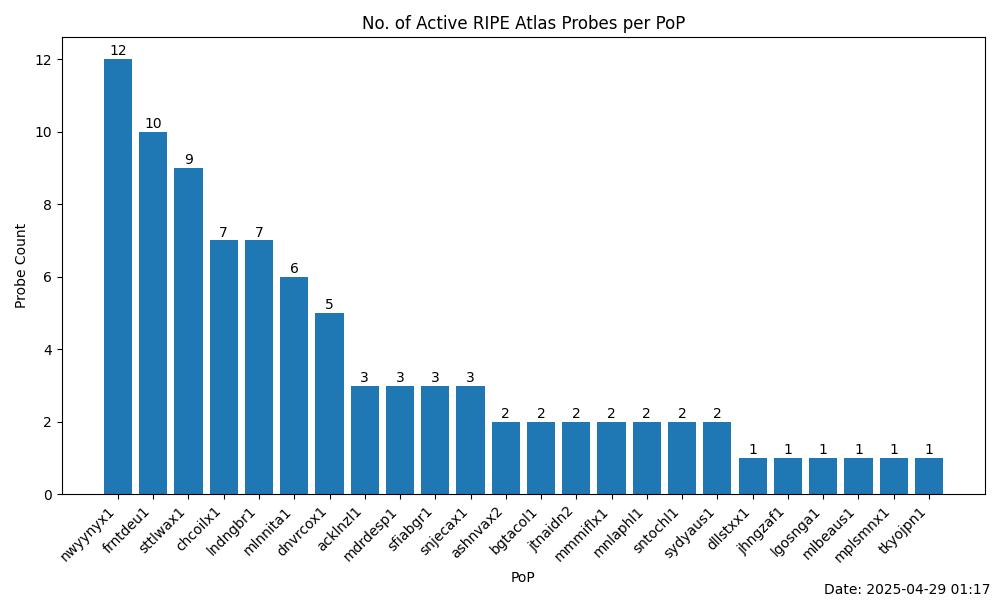 No. of Active RIPE Atlas Probes per PoP
Probe Count
12
10
8
6
4
2
0
12
10
9
7
7
6
5
3
3
3
3
2
2
2
2
2
2
2
1
1
1
1
1
1
nwyynyx1
frntdeu1
sttlwax1
chcoilx1
lndngbr1
mlnnita1
dnvrcox1
acklnzl1
mdrdesp1
sfiabgr1
snjecax1
ashnvax2
bgtacol1
jtnaidn2
mmmiflx1
mnlaphl1
sntochl1
sydyaus1
dllstxx1
jhngzaf1
lgosnga1
mlbeaus1
mplsmnx1
tkyojpn1
PoP
Date: 2025-04-29 01:17